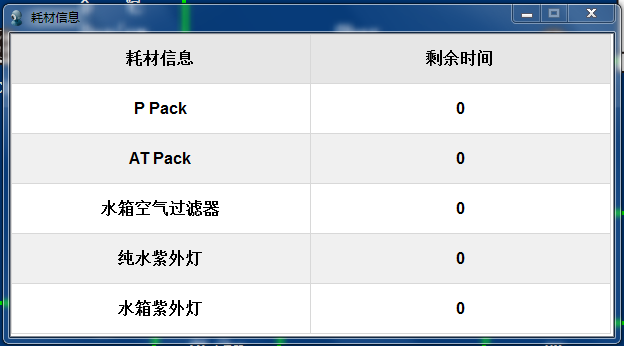 耗材信息
耗材信息 剩余时间
P Pack 0
AT Pack 0
水箱空气过滤器 0
纯水紫外灯 0
水箱紫外灯 0